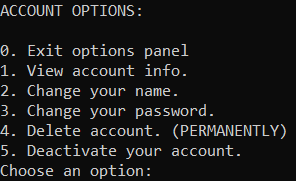 ACCOUNT OPTIONS:
0. Exit options panel
1. View account info.
2. Change your name.
3. Change your password.
4. Delete account. (PERMANENTLY)
5. Deactivate your account.
Choose an option: